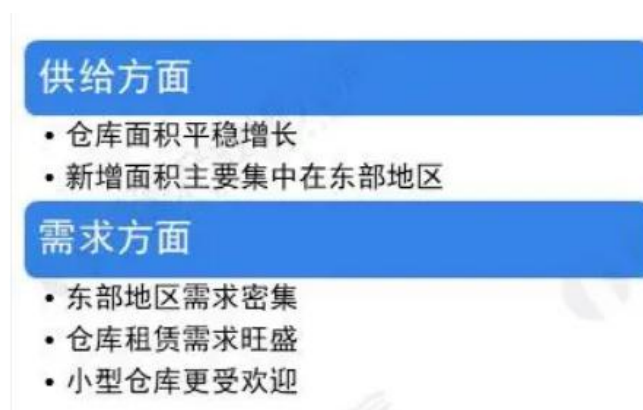 供给方面
• 仓库面积平稳增长
• 新增面积主要集中在东部地区
需求方面
• 东部地区需求密集
• 仓库租赁需求旺盛
• 小型仓库更受欢迎